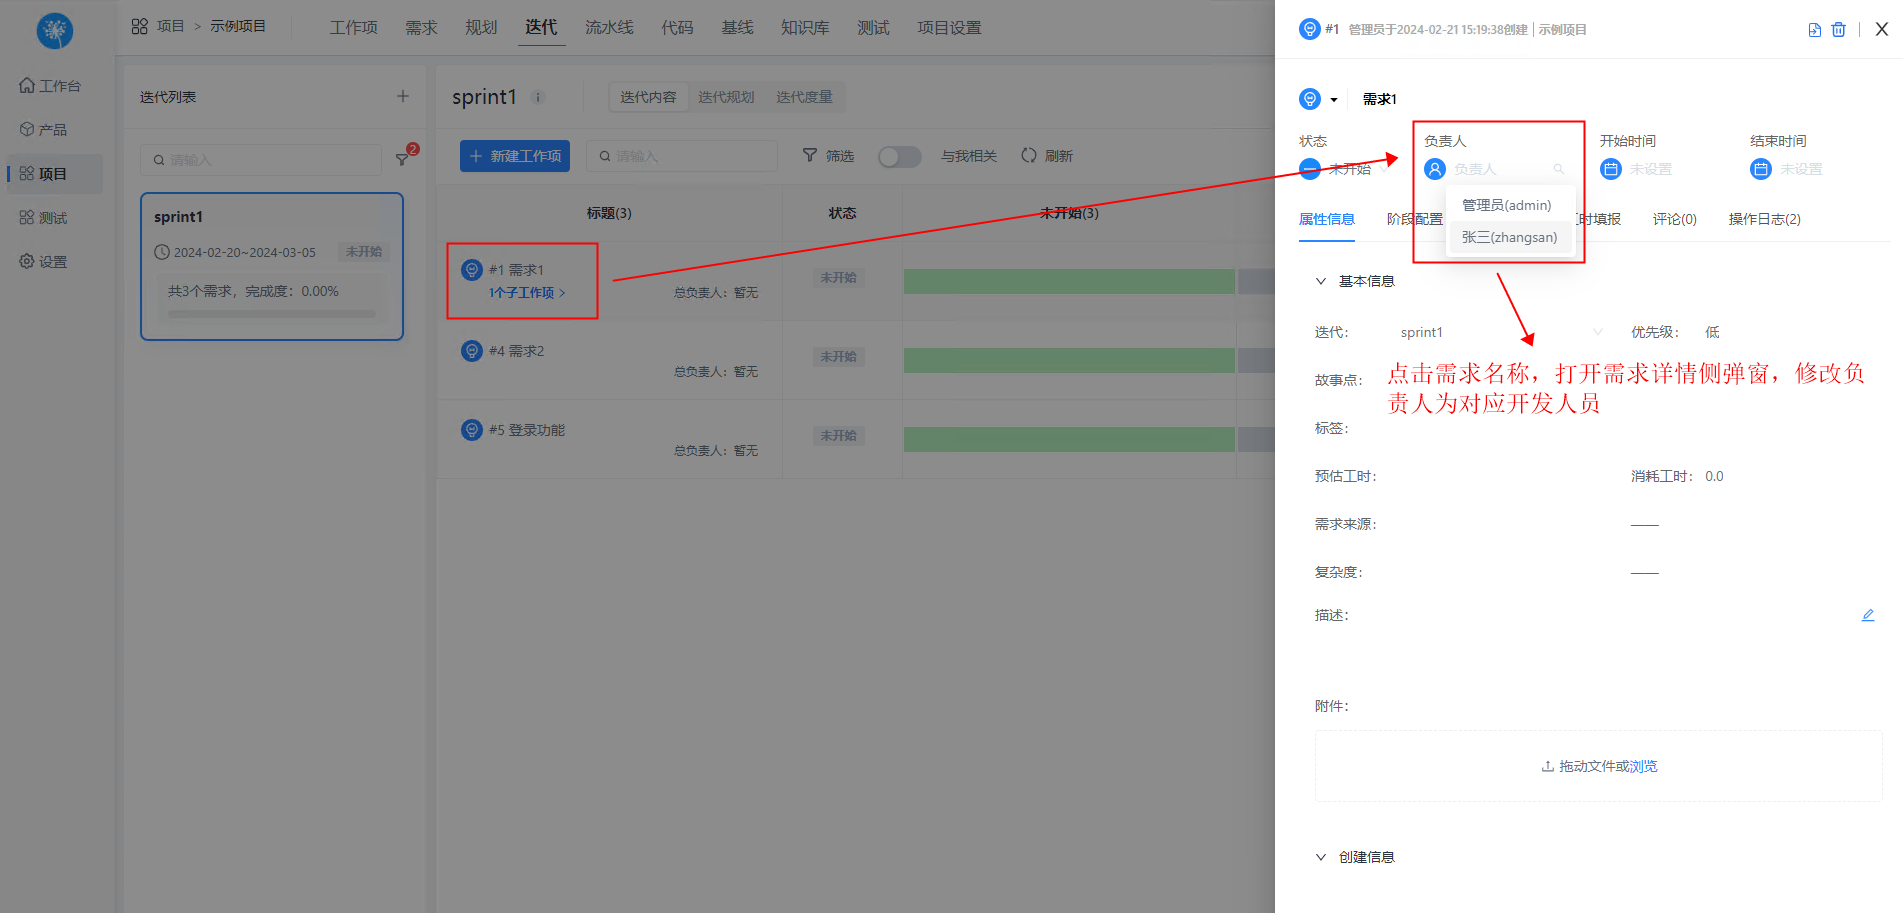 项目 > 示例项目
工作项 需求 规划 迭代 流水线 代码 基线 知识库 测试 项目设置
工作台
产品
项目
测试
设置
迭代列表
请输入
2
sprint1
2024-02-20~2024-03-05 未开始
共3个需求，完成度：0.00%
sprint1
迭代内容 迭代规划 迭代度量
新建工作项 请输入 筛选 与我相关 刷新
标题(3) 状态 未开始(3)
#1 需求1
1个子工作项 >
总负责人：暂无
未开始
#4 需求2
总负责人：暂无
未开始
#5 登录功能
总负责人：暂无
未开始
#1 管理员于2024-02-21 15:19:38创建 | 示例项目
需求1
状态 负责人 开始时间 结束时间
未开始 负责人 未设置 未设置
管理员(admin)
张三(zhangsan)
属性信息 阶段配置 时填报 评论(0) 操作日志(2)
基本信息
迭代： sprint1 优先级： 低
故事点：
点击需求名称，打开需求详情侧弹窗，修改负
责人为对应开发人员
标签：
预估工时： 消耗工时： 0.0
需求来源： ——
复杂度： ——
描述：
附件：
拖动文件或浏览
创建信息